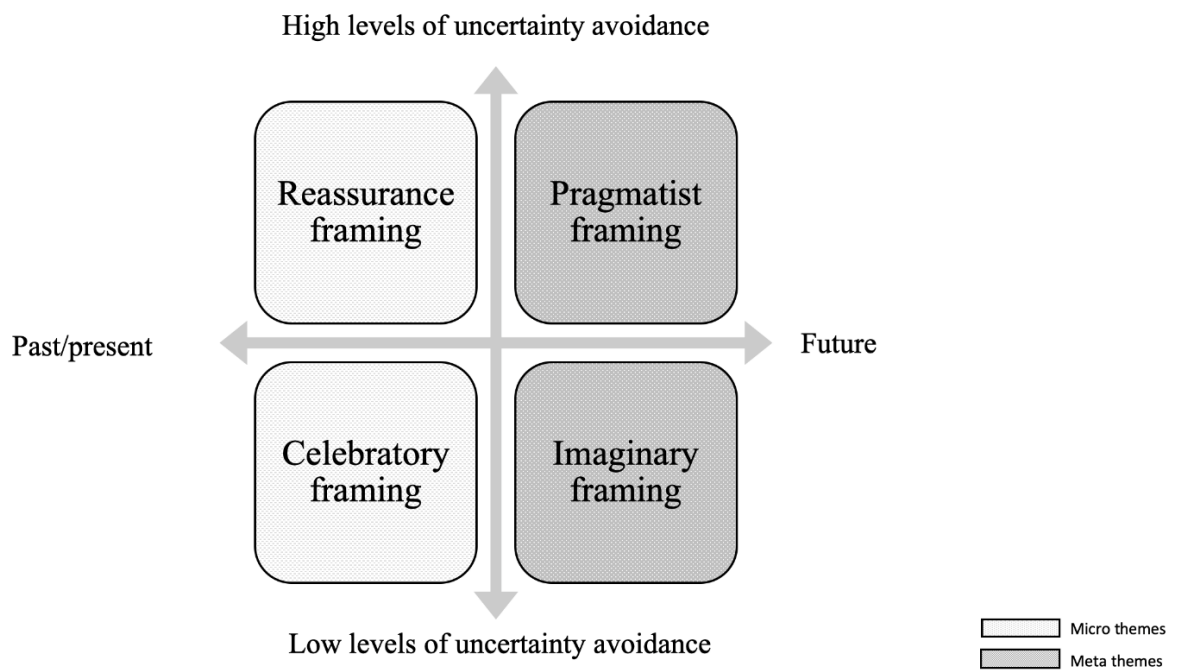 High levels of uncertainty avoidance
Reassurance
framing
Pragmatist
framing
Past/present
Future
Celebratory
framing
Imaginary
framing
Low levels of uncertainty avoidance
Micro themes
Meta themes